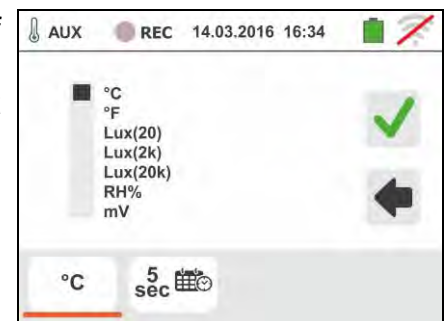 AUX REC 14.03.2016 16:34
°C
°F
Lux(20)
Lux(2k)
Lux(20k)
RH%
mV
°C 5 sec